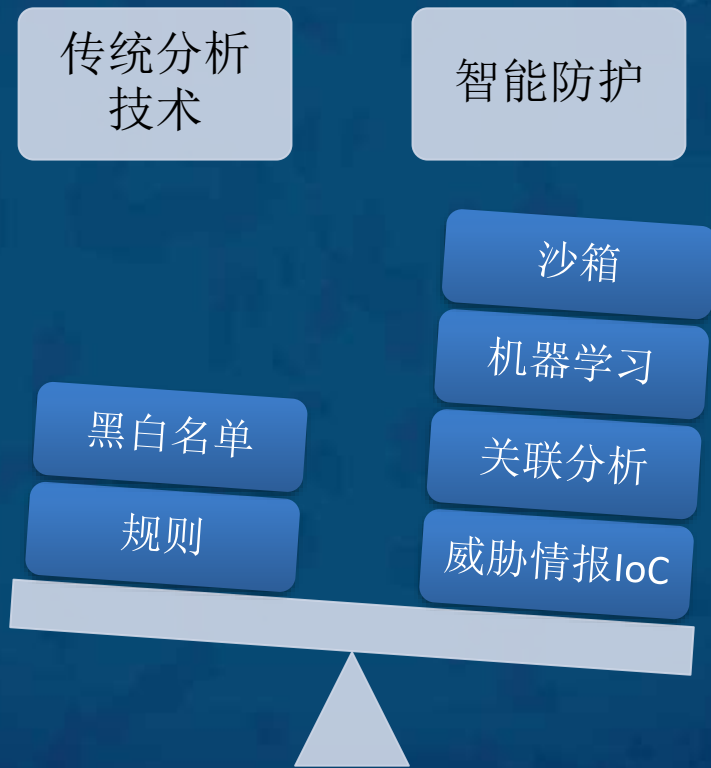 传统分析
技术
智能防护
沙箱
机器学习
黑白名单
关联分析
规则
威胁情报IoC